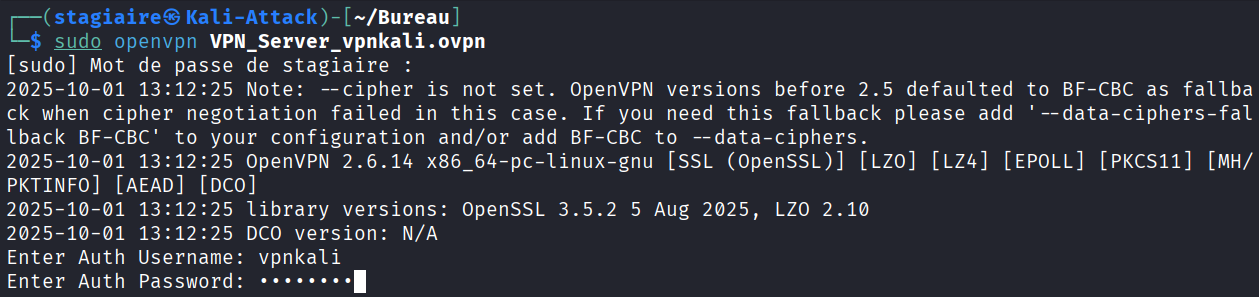 ┌──(stagiaire㉿Kali-Attack)-[~/Bureau]
└─$ sudo openvpn VPN_Server_vpnkali.ovpn
[sudo] Mot de passe de stagiaire :
2025-10-01 13:12:25 Note: --cipher is not set. OpenVPN versions before 2.5 defaulted to BF-CBC as fallba
ck when cipher negotiation failed in this case. If you need this fallback please add '--data-ciphers-fal
lback BF-CBC' to your configuration and/or add BF-CBC to --data-ciphers.
2025-10-01 13:12:25 OpenVPN 2.6.14 x86_64-pc-linux-gnu [SSL (OpenSSL)] [LZO] [LZ4] [EPOLL] [PKCS11] [MH/
PKTINFO] [AEAD] [DCO]
2025-10-01 13:12:25 library versions: OpenSSL 3.5.2 5 Aug 2025, LZO 2.10
2025-10-01 13:12:25 DCO version: N/A
Enter Auth Username: vpnkali
Enter Auth Password: ••••••••